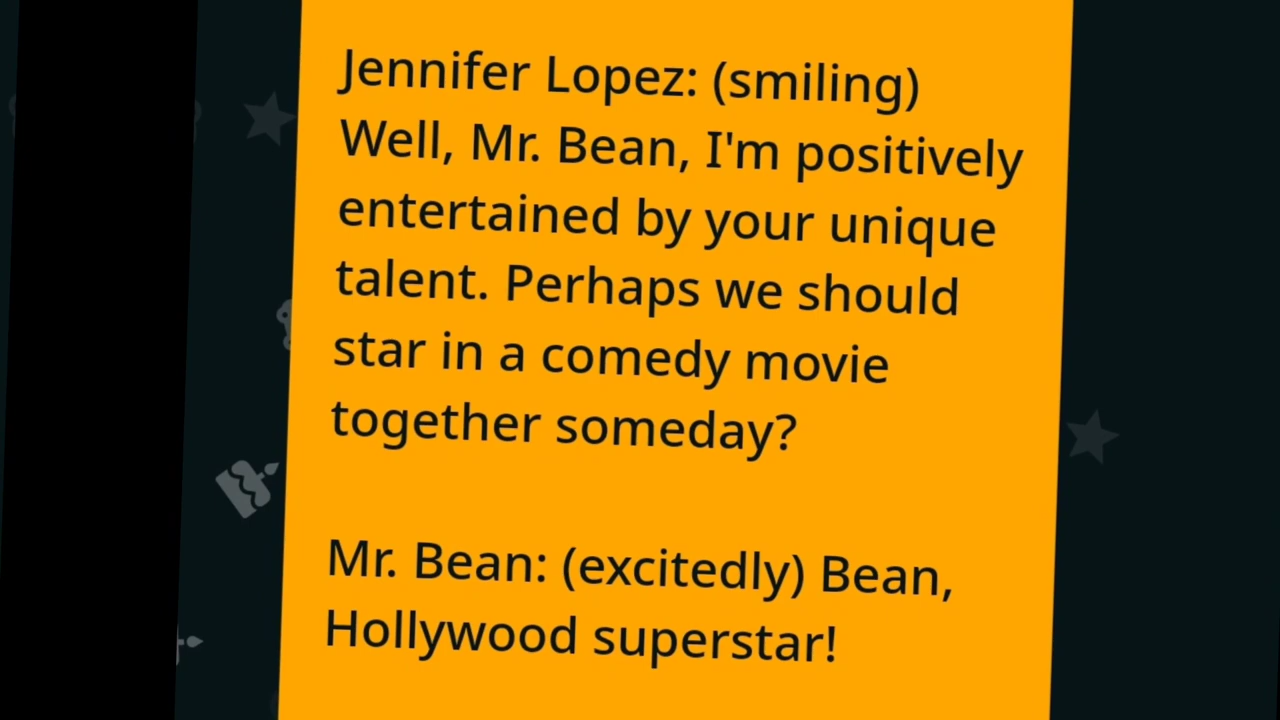 Jennifer Lopez: (smiling)
Well, Mr. Bean, I'm positively
entertained by your unique
talent. Perhaps we should
star in a comedy movie
together someday?
Mr. Bean: (excitedly) Bean,
Hollywood superstar!